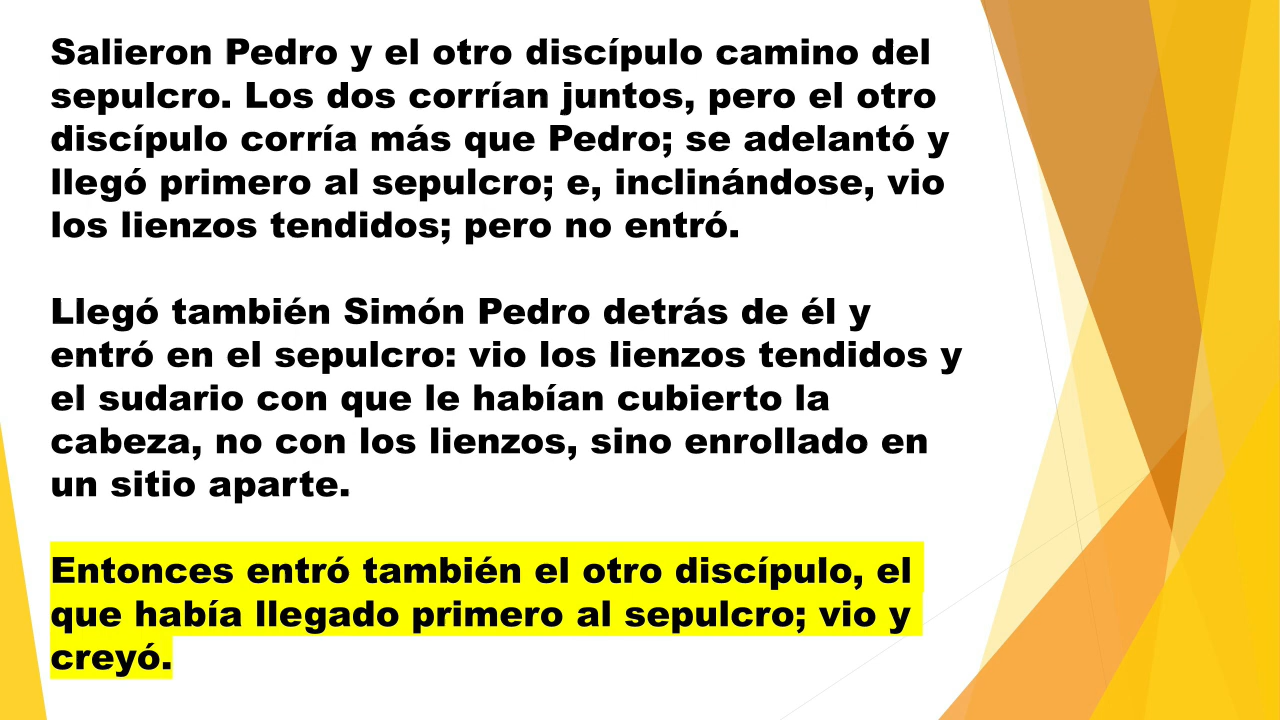 Salieron Pedro y el otro discípulo camino del
sepulcro. Los dos corrían juntos, pero el otro
discípulo corría más que Pedro; se adelantó y
llegó primero al sepulcro; e, inclinándose, vio
los lienzos tendidos; pero no entró.
Llegó también Simón Pedro detrás de él y
entró en el sepulcro: vio los lienzos tendidos y
el sudario con que le habían cubierto la
cabeza, no con los lienzos, sino enrollado en
un sitio aparte.
Entonces entró también el otro discípulo, el
que había llegado primero al sepulcro; vio y
creyó.